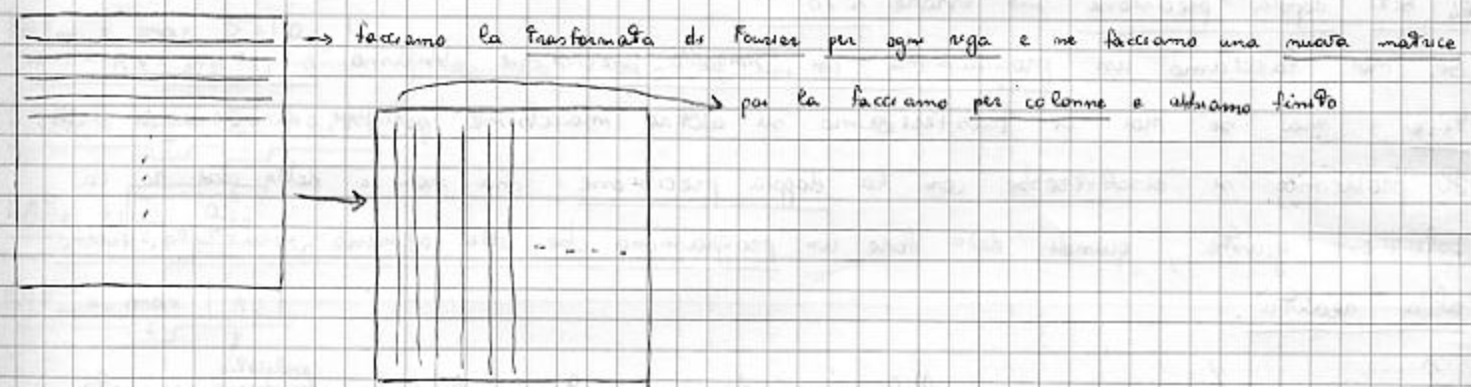 → facciamo la trasformata di Fourier per ogni riga e ne facciamo una nuova matrice
poi la facciamo per colonne e abbiamo finito